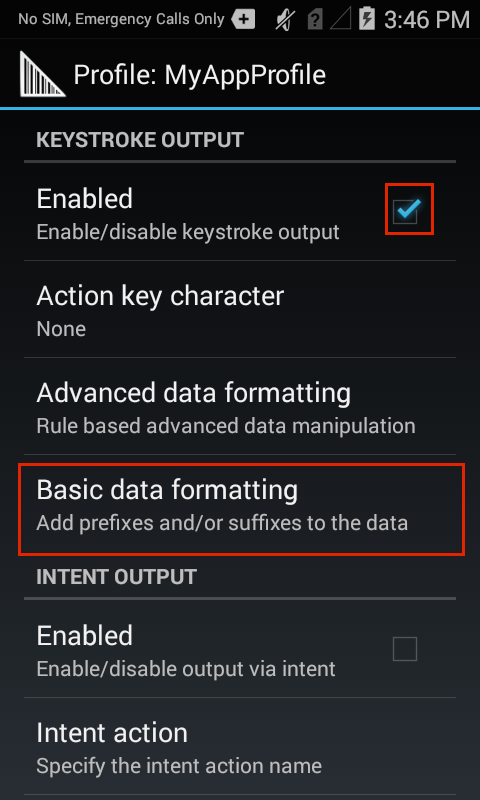 No SIM, Emergency Calls Only 3:46 PM
Profile: MyAppProfile
KEYSTROKE OUTPUT
Enabled
Enable/disable keystroke output
Action key character
None
Advanced data formatting
Rule based advanced data manipulation
Basic data formatting
Add prefixes and/or suffixes to the data
INTENT OUTPUT
Enabled
Enable/disable output via intent
Intent action
Specify the intent action name